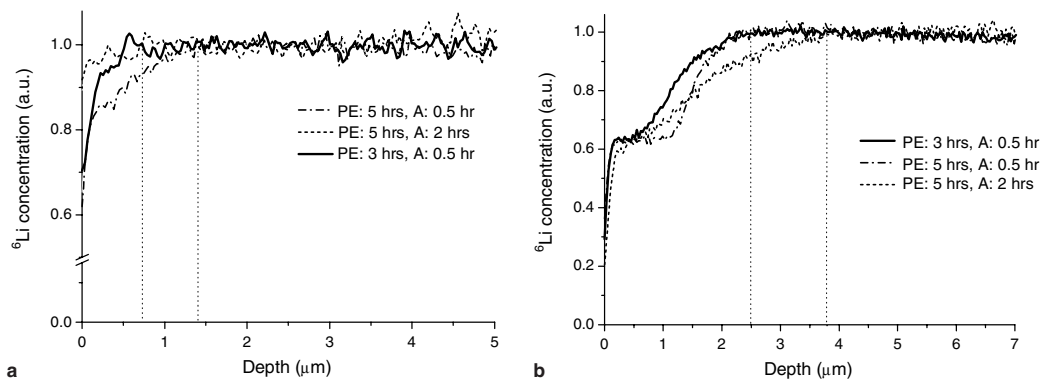 ⁶Li concentration (a.u.)
1.0
0.8
0.6
0.0
0
1
2
3
4
5
Depth (μm)
PE: 5 hrs, A: 0.5 hr
PE: 5 hrs, A: 2 hrs
PE: 3 hrs, A: 0.5 hr
a
⁶Li concentration (a.u.)
1.0
0.8
0.6
0.4
0.2
0.0
0
1
2
3
4
5
6
7
Depth (μm)
PE: 3 hrs, A: 0.5 hr
PE: 5 hrs, A: 0.5 hr
PE: 5 hrs, A: 2 hrs
b